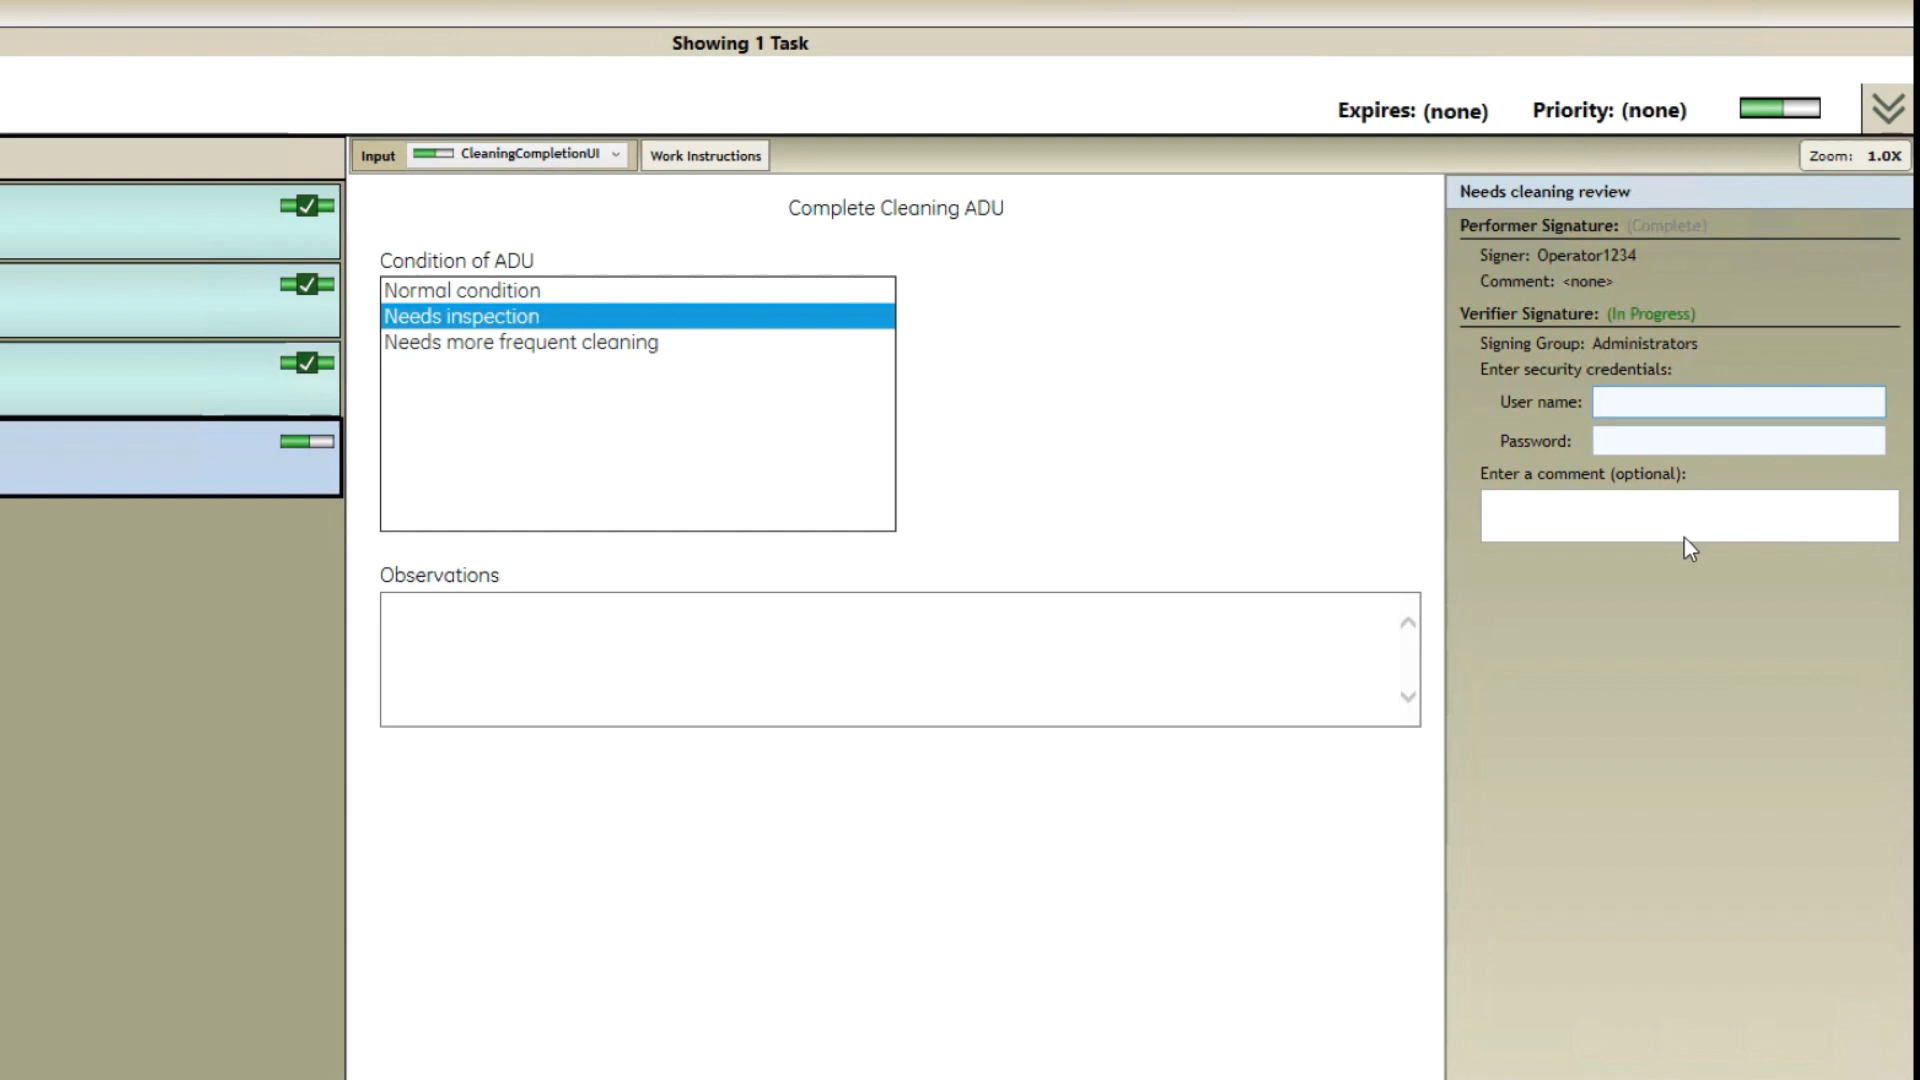 Showing 1 Task
Expires: (none) Priority: (none)
Input CleaningCompletionUI Work Instructions Zoom: 1.0X
Complete Cleaning ADU
Condition of ADU
Normal condition
Needs inspection
Needs more frequent cleaning
Observations
Needs cleaning review
Performer Signature: (Complete)
Signer: Operator1234
Comment: <none>
Verifier Signature: (In Progress)
Signing Group: Administrators
Enter security credentials:
User name:
Password:
Enter a comment (optional):